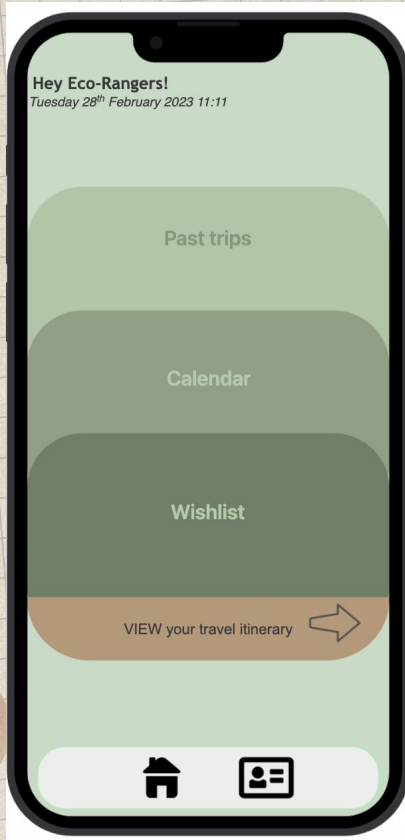 Hey Eco-Rangers!
Tuesday 28th February 2023 11:11
Past trips
Calendar
Wishlist
VIEW your travel itinerary